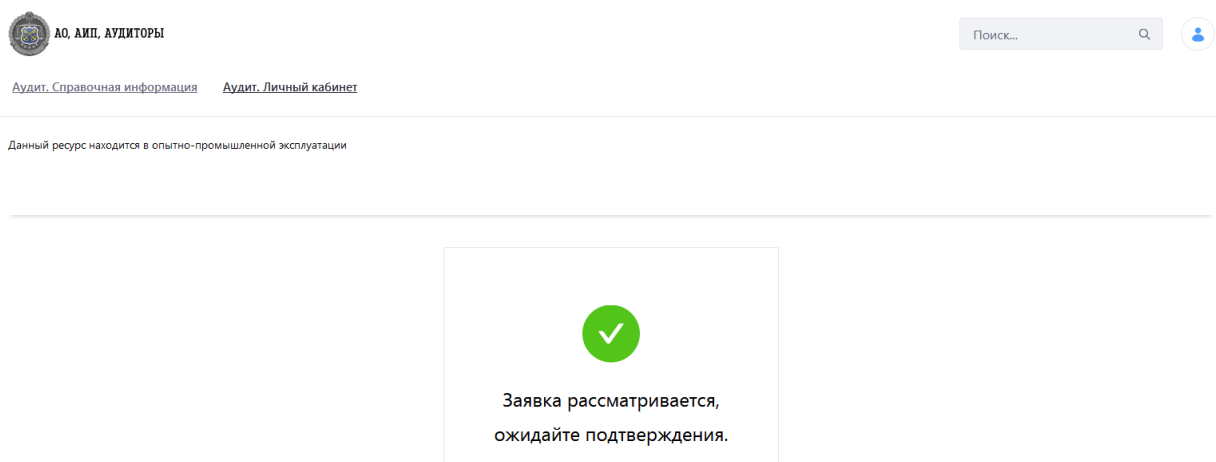 АО, АИП, АУДИТОРЫ
Поиск...
Аудит. Справочная информация Аудит. Личный кабинет
Данный ресурс находится в опытно-промышленной эксплуатации
Заявка рассматривается,
ожидайте подтверждения.